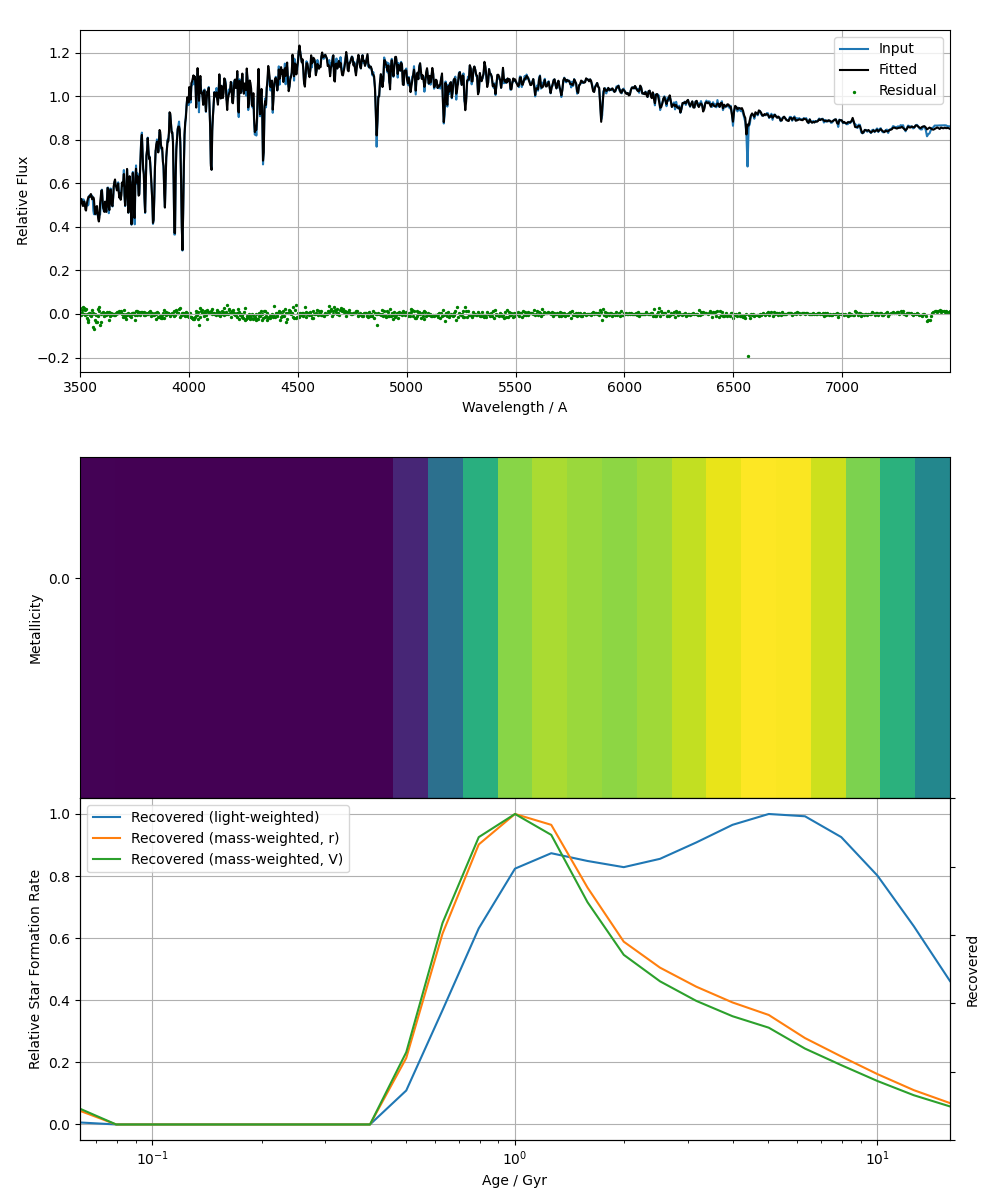 1.2
1.0
0.8
0.6
0.4
0.2
0.0
−0.2
Relative Flux
Input
Fitted
Residual
3500 4000 4500 5000 5500 6000 6500 7000
Wavelength / A
0.0
Metallicity
1.0
0.8
0.6
0.4
0.2
0.0
Relative Star Formation Rate
Recovered (light-weighted)
Recovered (mass-weighted, r)
Recovered (mass-weighted, V)
Recovered
10⁻¹ 10⁰ 10¹
Age / Gyr